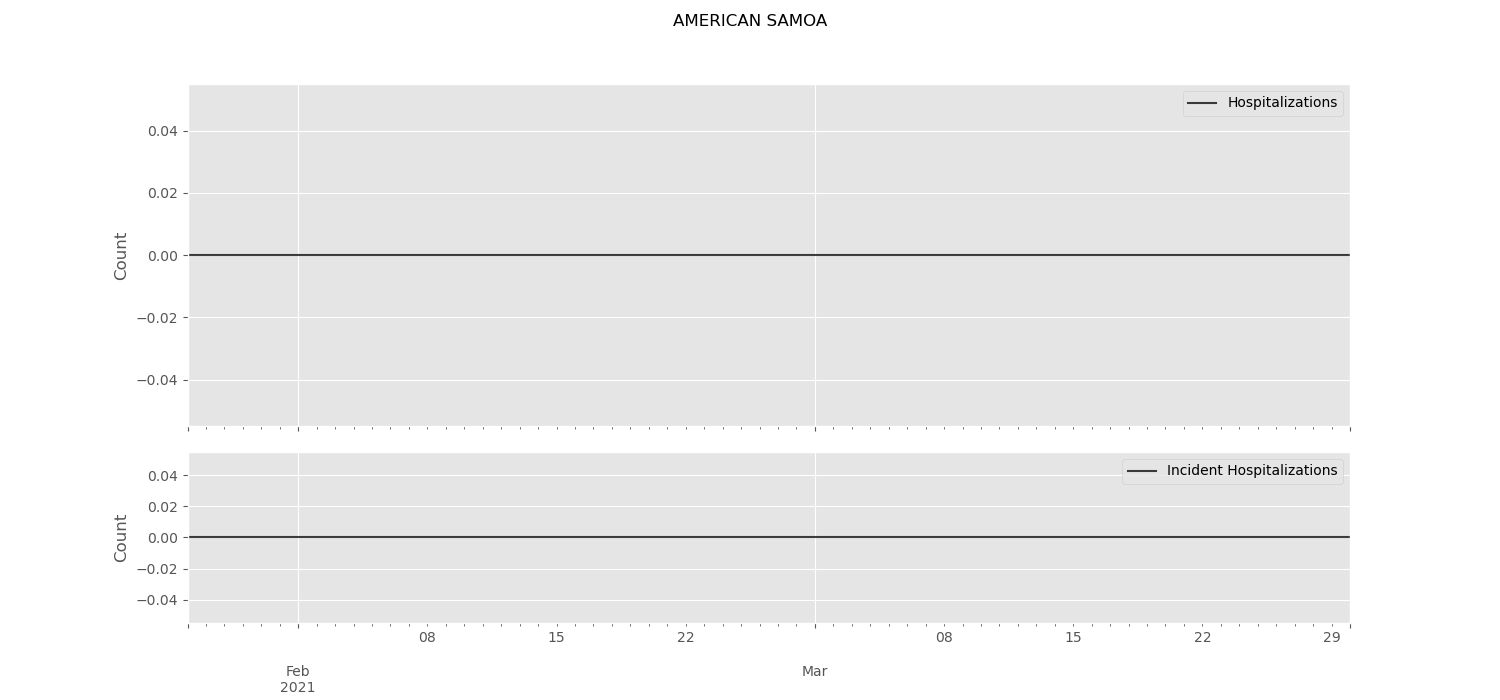 AMERICAN SAMOA
Hospitalizations
0.04
0.02
0.00
−0.02
−0.04
Count
Incident Hospitalizations
0.04
0.02
0.00
−0.02
−0.04
Count
08 15 22 08 15 22 29
Feb Mar
2021